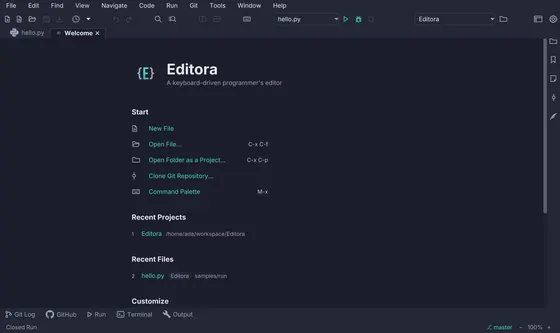 File Edit Find View Navigate Code Run Git Tools Window Help
hello.py Editora
hello.py Welcome ×
{E} Editora
A keyboard-driven programmer's editor
Start
New File
Open File... C-x C-f
Open Folder as a Project... C-x C-p
Clone Git Repository...
Command Palette M-x
Recent Projects
1 Editora /home/ada/workspace/Editora
Recent Files
2 hello.py Editora samples/run
Customize
Git Log GitHub Run Terminal Output
Closed Run master − 100% +